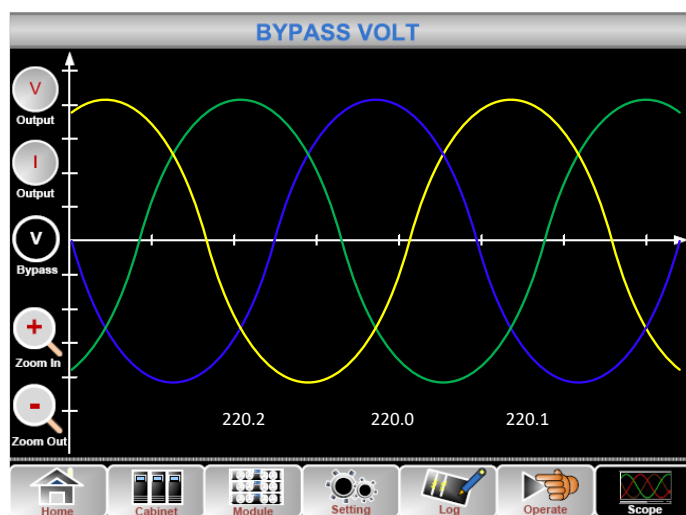 BYPASS VOLT
V
Output
I
Output
V
Bypass
+
Zoom In
-
Zoom Out
220.2 220.0 220.1
Home Cabinet Module Setting Log Operate Scope